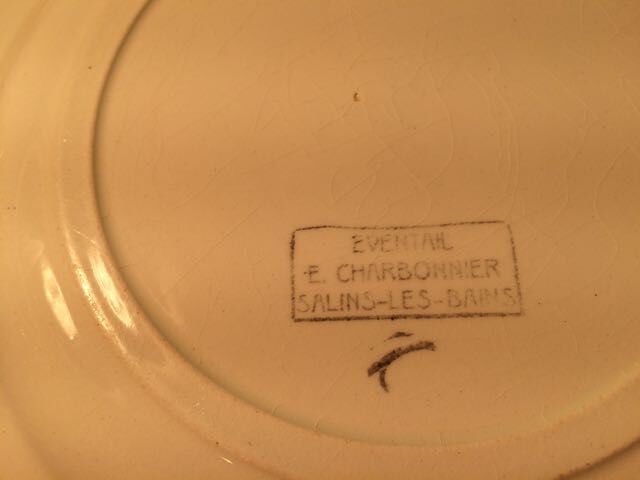 EVENTAIL
E. CHARBONNIER
SALINS-LES-BAINS